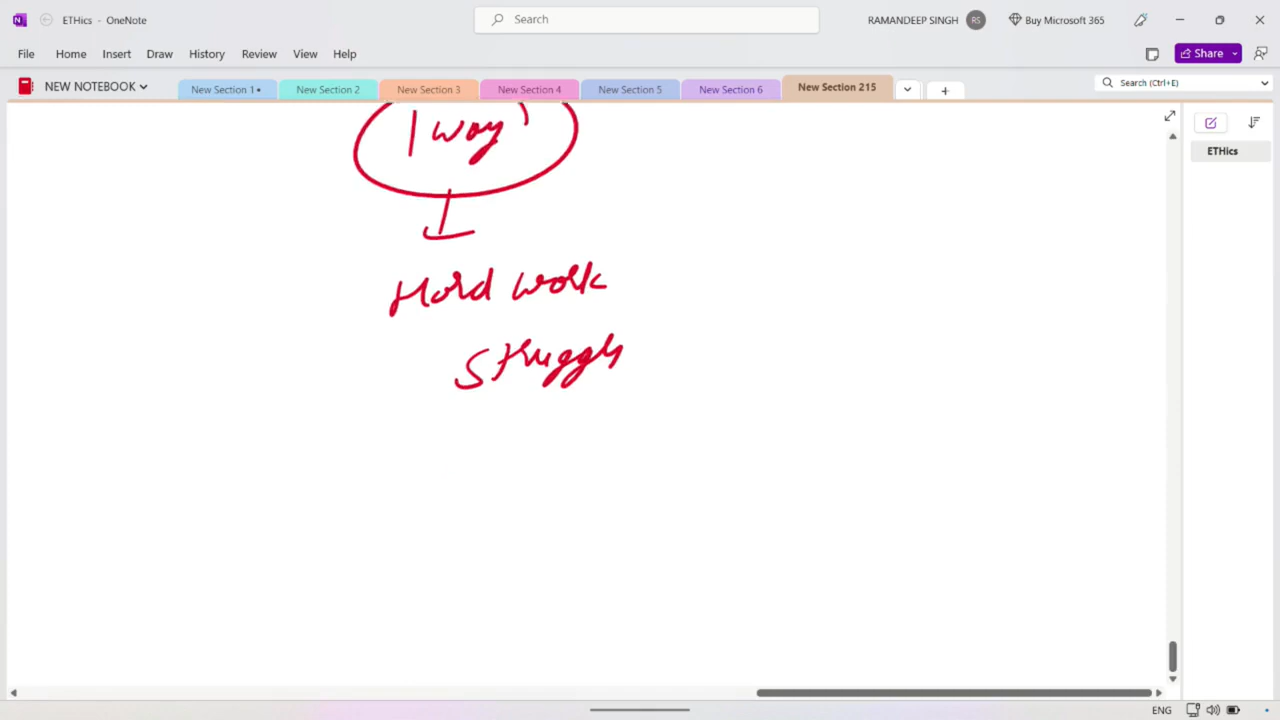 ETHics - OneNote
Search
RAMANDEEP SINGH RS Buy Microsoft 365
File Home Insert Draw History Review View Help
Share
NEW NOTEBOOK
New Section 1 New Section 2 New Section 3 New Section 4 New Section 5 New Section 6 New Section 215
+
Search (Ctrl+E)
ETHics
1 way
Hard work
Struggle
ENG